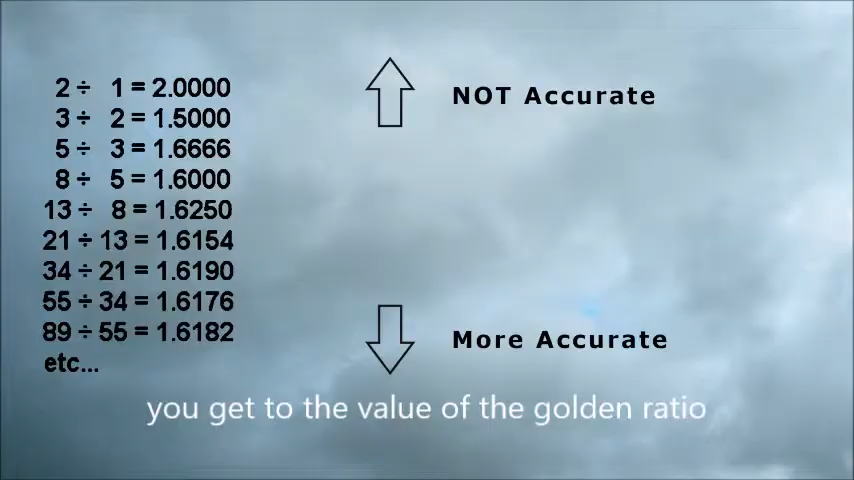 2 ÷ 1 = 2.0000
3 ÷ 2 = 1.5000
5 ÷ 3 = 1.6666
8 ÷ 5 = 1.6000
13 ÷ 8 = 1.6250
21 ÷ 13 = 1.6154
34 ÷ 21 = 1.6190
55 ÷ 34 = 1.6176
89 ÷ 55 = 1.6182
etc...
NOT Accurate
More Accurate
you get to the value of the golden ratio